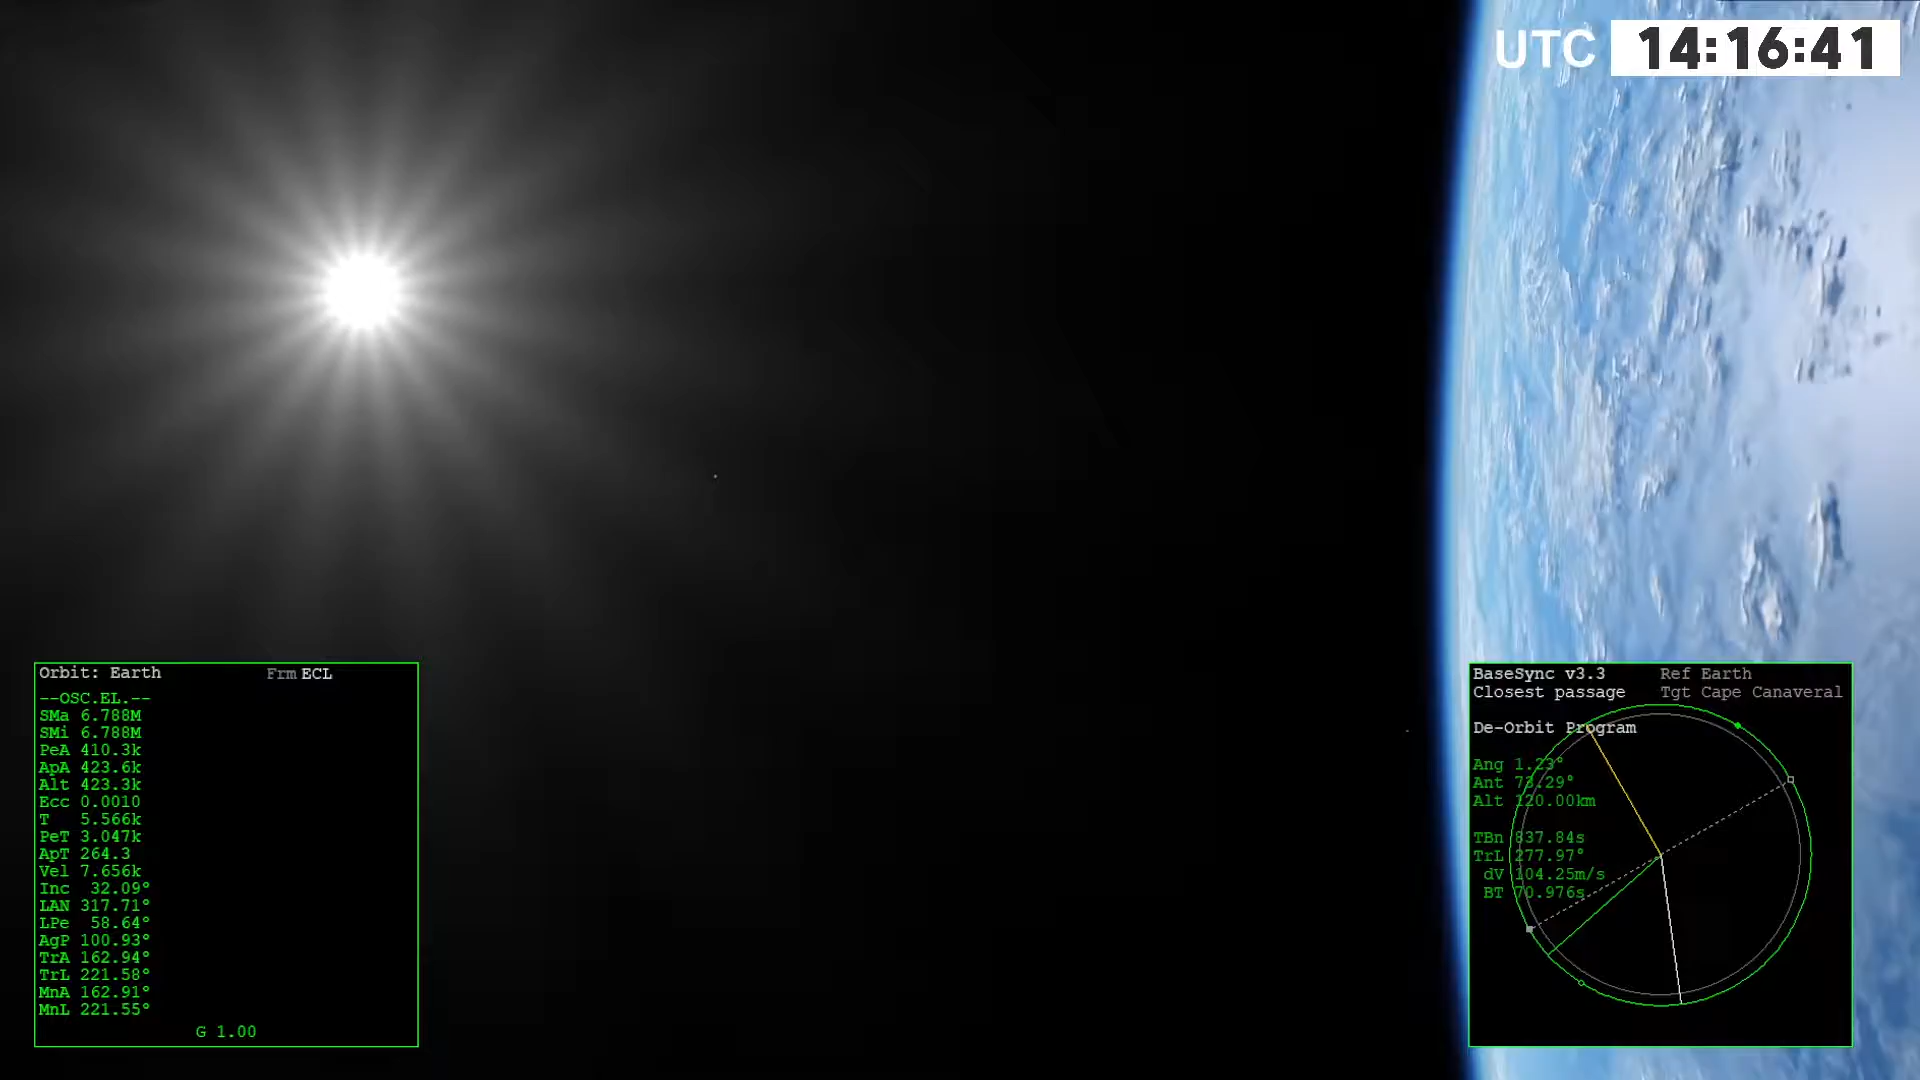 UTC 14:16:41
Orbit: Earth Frm ECL
--OSC.EL.--
SMa 6.788M
SMi 6.788M
PeA 410.3k
ApA 423.6k
Alt 423.3k
Ecc 0.0010
T 5.566k
PeT 3.047k
ApT 264.3
Vel 7.656k
Inc 32.09°
LAN 317.71°
LPe 58.64°
AgP 100.93°
TrA 162.94°
TrL 221.58°
MnA 162.91°
MnL 221.55°
G 1.00
BaseSync v3.3 Ref Earth
Closest passage Tgt Cape Canaveral
De-Orbit Program
Ang 1.23°
Ant 73.29°
Alt 120.00km
TBn 837.84s
TrL 277.97°
dV 104.25m/s
BT 70.976s